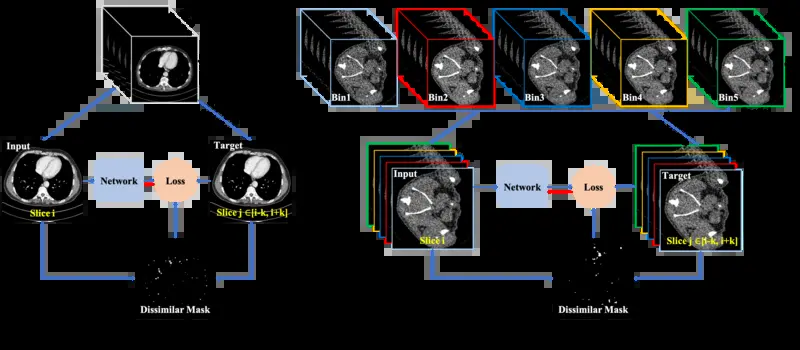 Bin1
Bin2
Bin3
Bin4
Bin5
Input
Target
Network
Loss
Slice i
Slice j ∈[i-k, i+k]
Dissimilar Mask
Input
Target
Network
Loss
Slice i
Slice j ∈[i-k, i+k]
Dissimilar Mask